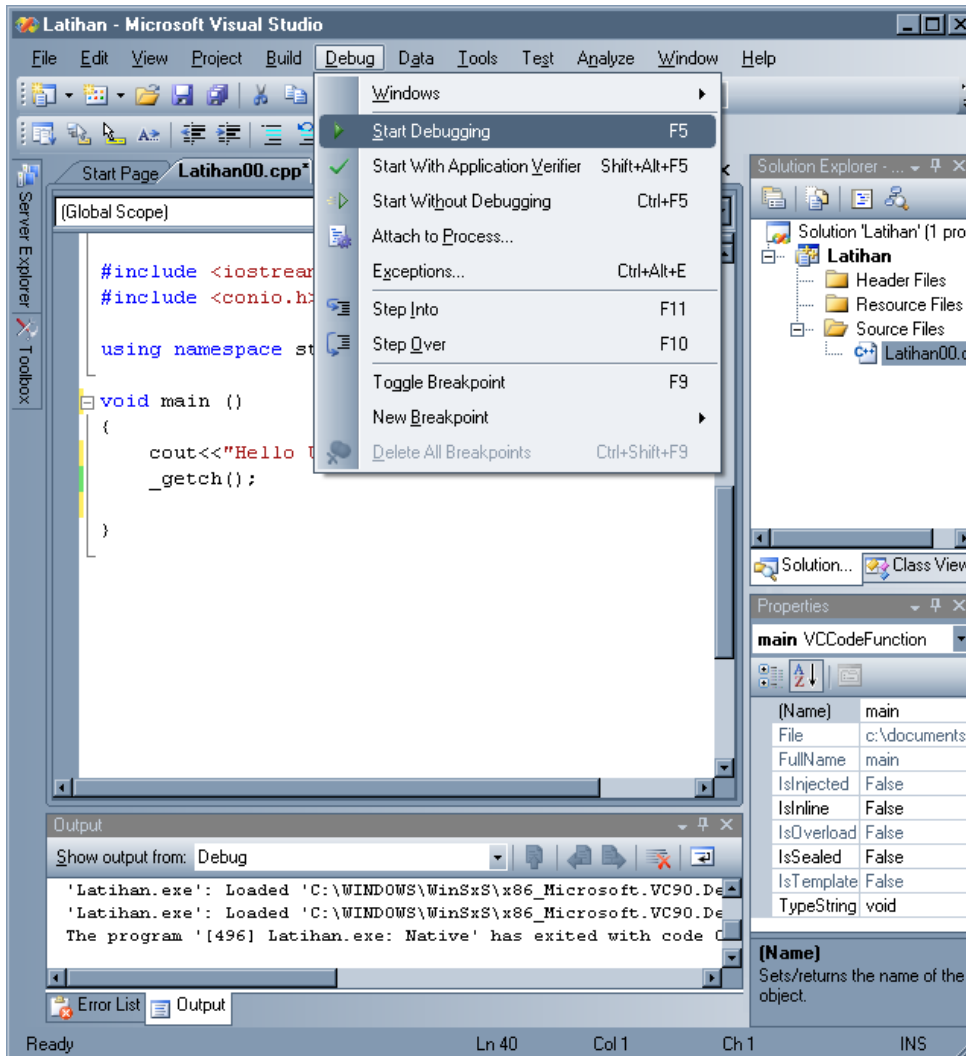 Latihan - Microsoft Visual Studio
File Edit View Project Build Debug Data Tools Test Analyze Window Help
Windows
Start Debugging F5
Start With Application Verifier Shift+Alt+F5
Start Without Debugging Ctrl+F5
Attach to Process...
Exceptions... Ctrl+Alt+E
Step Into F11
Step Over F10
Toggle Breakpoint F9
New Breakpoint
Delete All Breakpoints Ctrl+Shift+F9
Server Explorer
Toolbox
Start Page Latihan00.cpp*
(Global Scope)
#include <iostrear
#include <conio.h>
using namespace st
void main ()
{
cout<<"Hello
_getch();
}
Solution Explorer - ...
Solution 'Latihan' (1 pro
Latihan
Header Files
Resource Files
Source Files
Latihan00.c
Solution... Class View
Properties
main VCCodeFunction
(Name) main
File c:\documents
FullName main
IsInjected False
IsInline False
IsOverload False
IsSealed False
IsTemplate False
TypeString void
(Name)
Sets/returns the name of the
object.
Output
Show output from: Debug
'Latihan.exe': Loaded 'C:\WINDOWS\WinSxS\x86_Microsoft.VC90.De
'Latihan.exe': Loaded 'C:\WINDOWS\WinSxS\x86_Microsoft.VC90.De
The program '[496] Latihan.exe: Native' has exited with code
Error List Output
Ready Ln 40 Col 1 Ch 1 INS